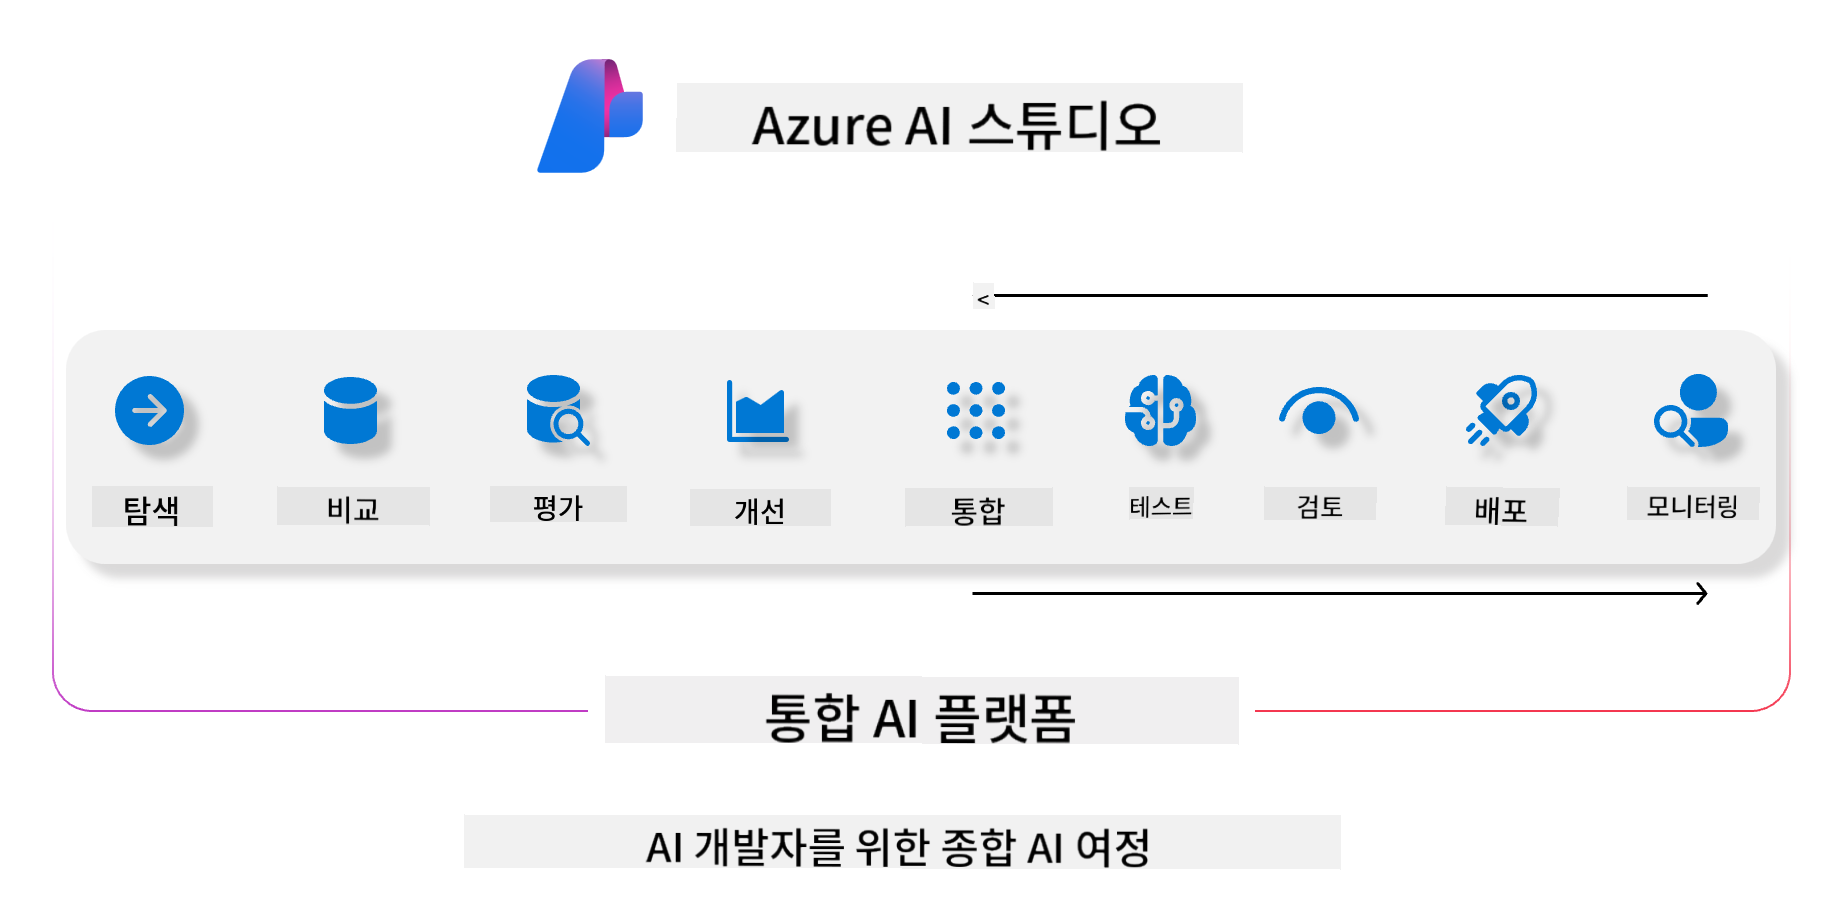 Azure AI 스튜디오
<
탐색
비교
평가
개선
통합
테스트
검토
배포
모니터링
통합 AI 플랫폼
AI 개발자를 위한 종합 AI 여정